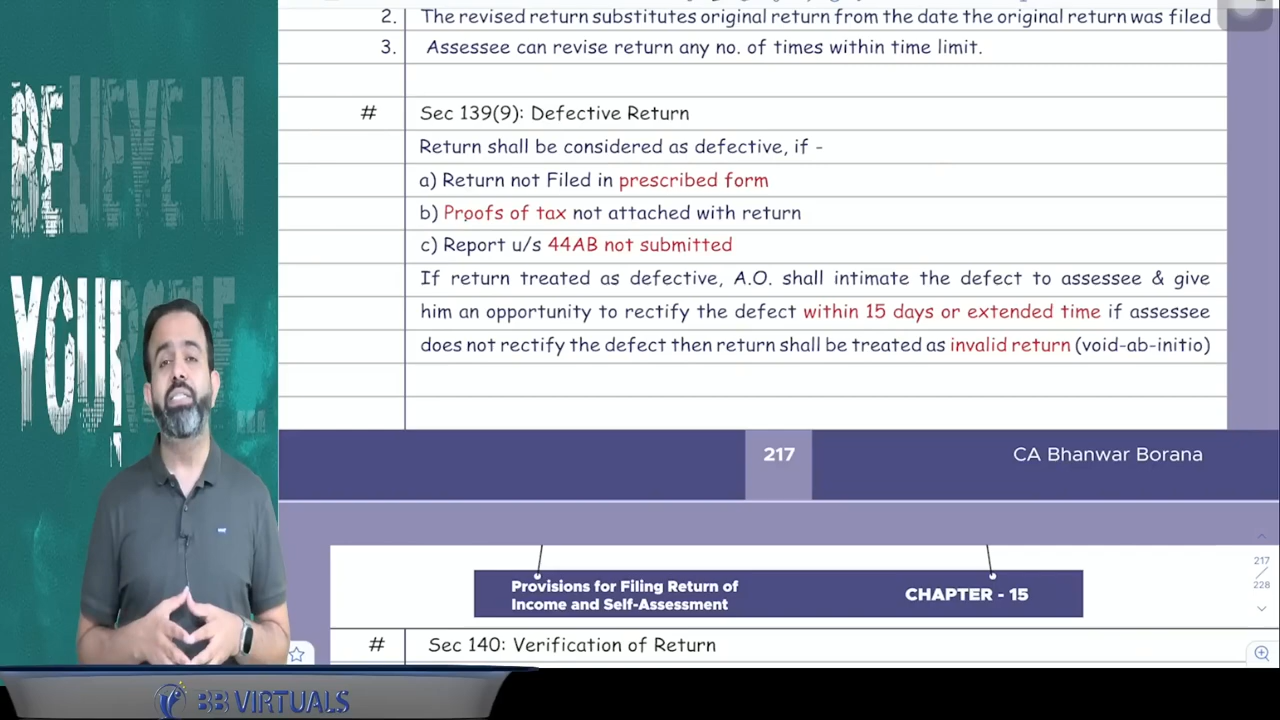 2. The revised return substitutes original return from the date the original return was filed
3. Assessee can revise return any no. of times within time limit.
# Sec 139(9): Defective Return
Return shall be considered as defective, if -
a) Return not Filed in prescribed form
b) Proofs of tax not attached with return
c) Report u/s 44AB not submitted
If return treated as defective, A.O. shall intimate the defect to assessee & give
him an opportunity to rectify the defect within 15 days or extended time if assessee
does not rectify the defect then return shall be treated as invalid return (void-ab-initio)
217
CA Bhanwar Borana
Provisions for Filing Return of
Income and Self-Assessment
CHAPTER - 15
# Sec 140: Verification of Return
217
228
BELIEVE IN
BB VIRTUALS